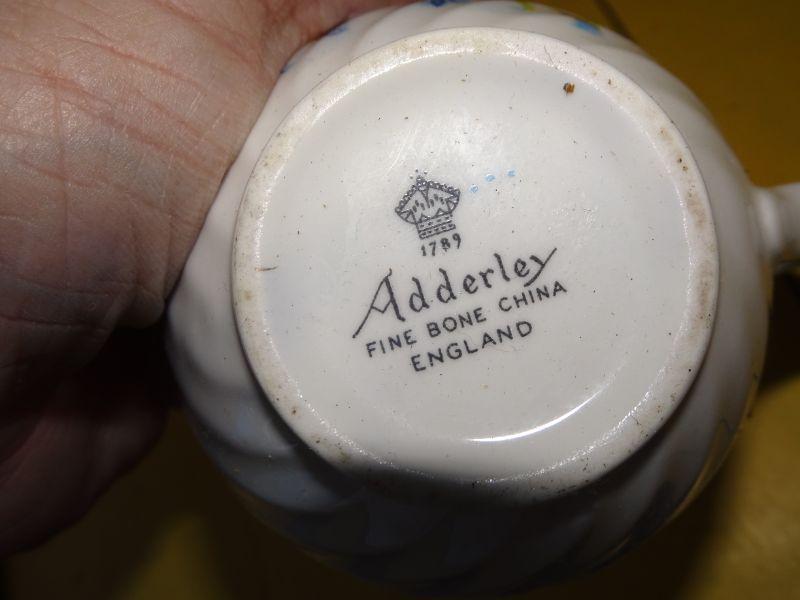 1789
Adderley
FINE BONE CHINA
ENGLAND